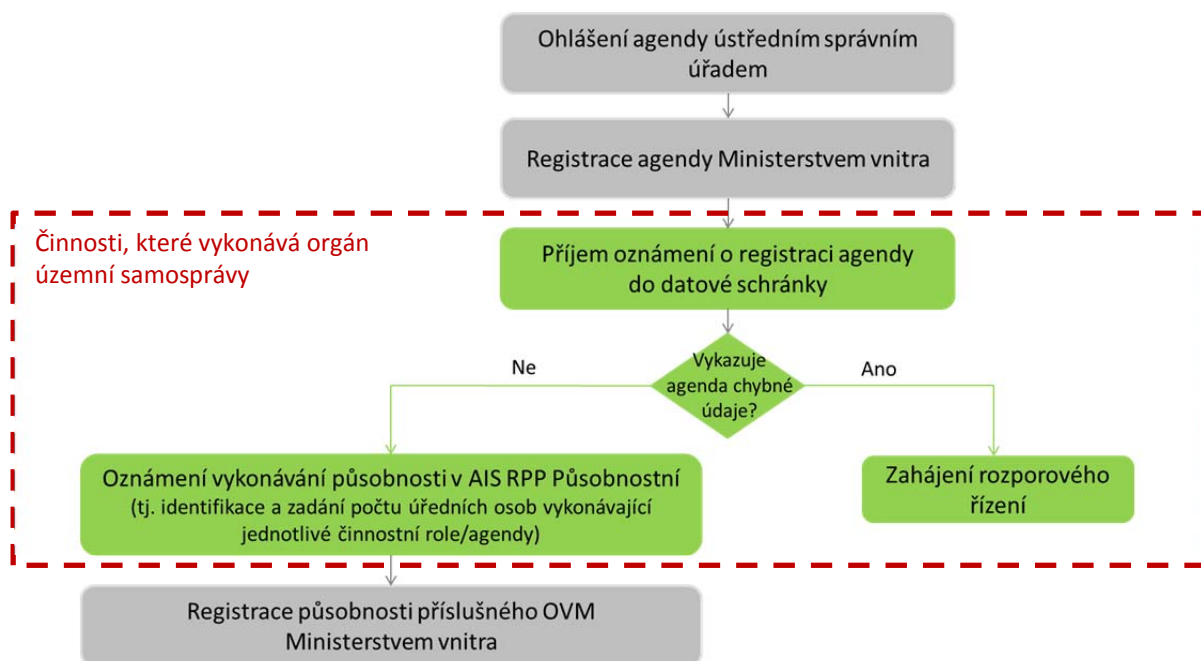 Ohlášení agendy ústředním správním
úřadem
Registrace agendy Ministerstvem vnitra
Činnosti, které vykonává orgán
územní samosprávy
Příjem oznámení o registraci agendy
do datové schránky
Vykazuje
agenda chybné
údaje?
Ne
Ano
Oznámení vykonávání působnosti v AIS RPP Působnostní
(tj. identifikace a zadání počtu úředních osob vykonávající
jednotlivé činnostní role/agendy)
Zahájení rozporového
řízení
Registrace působnosti příslušného OVM
Ministerstvem vnitra